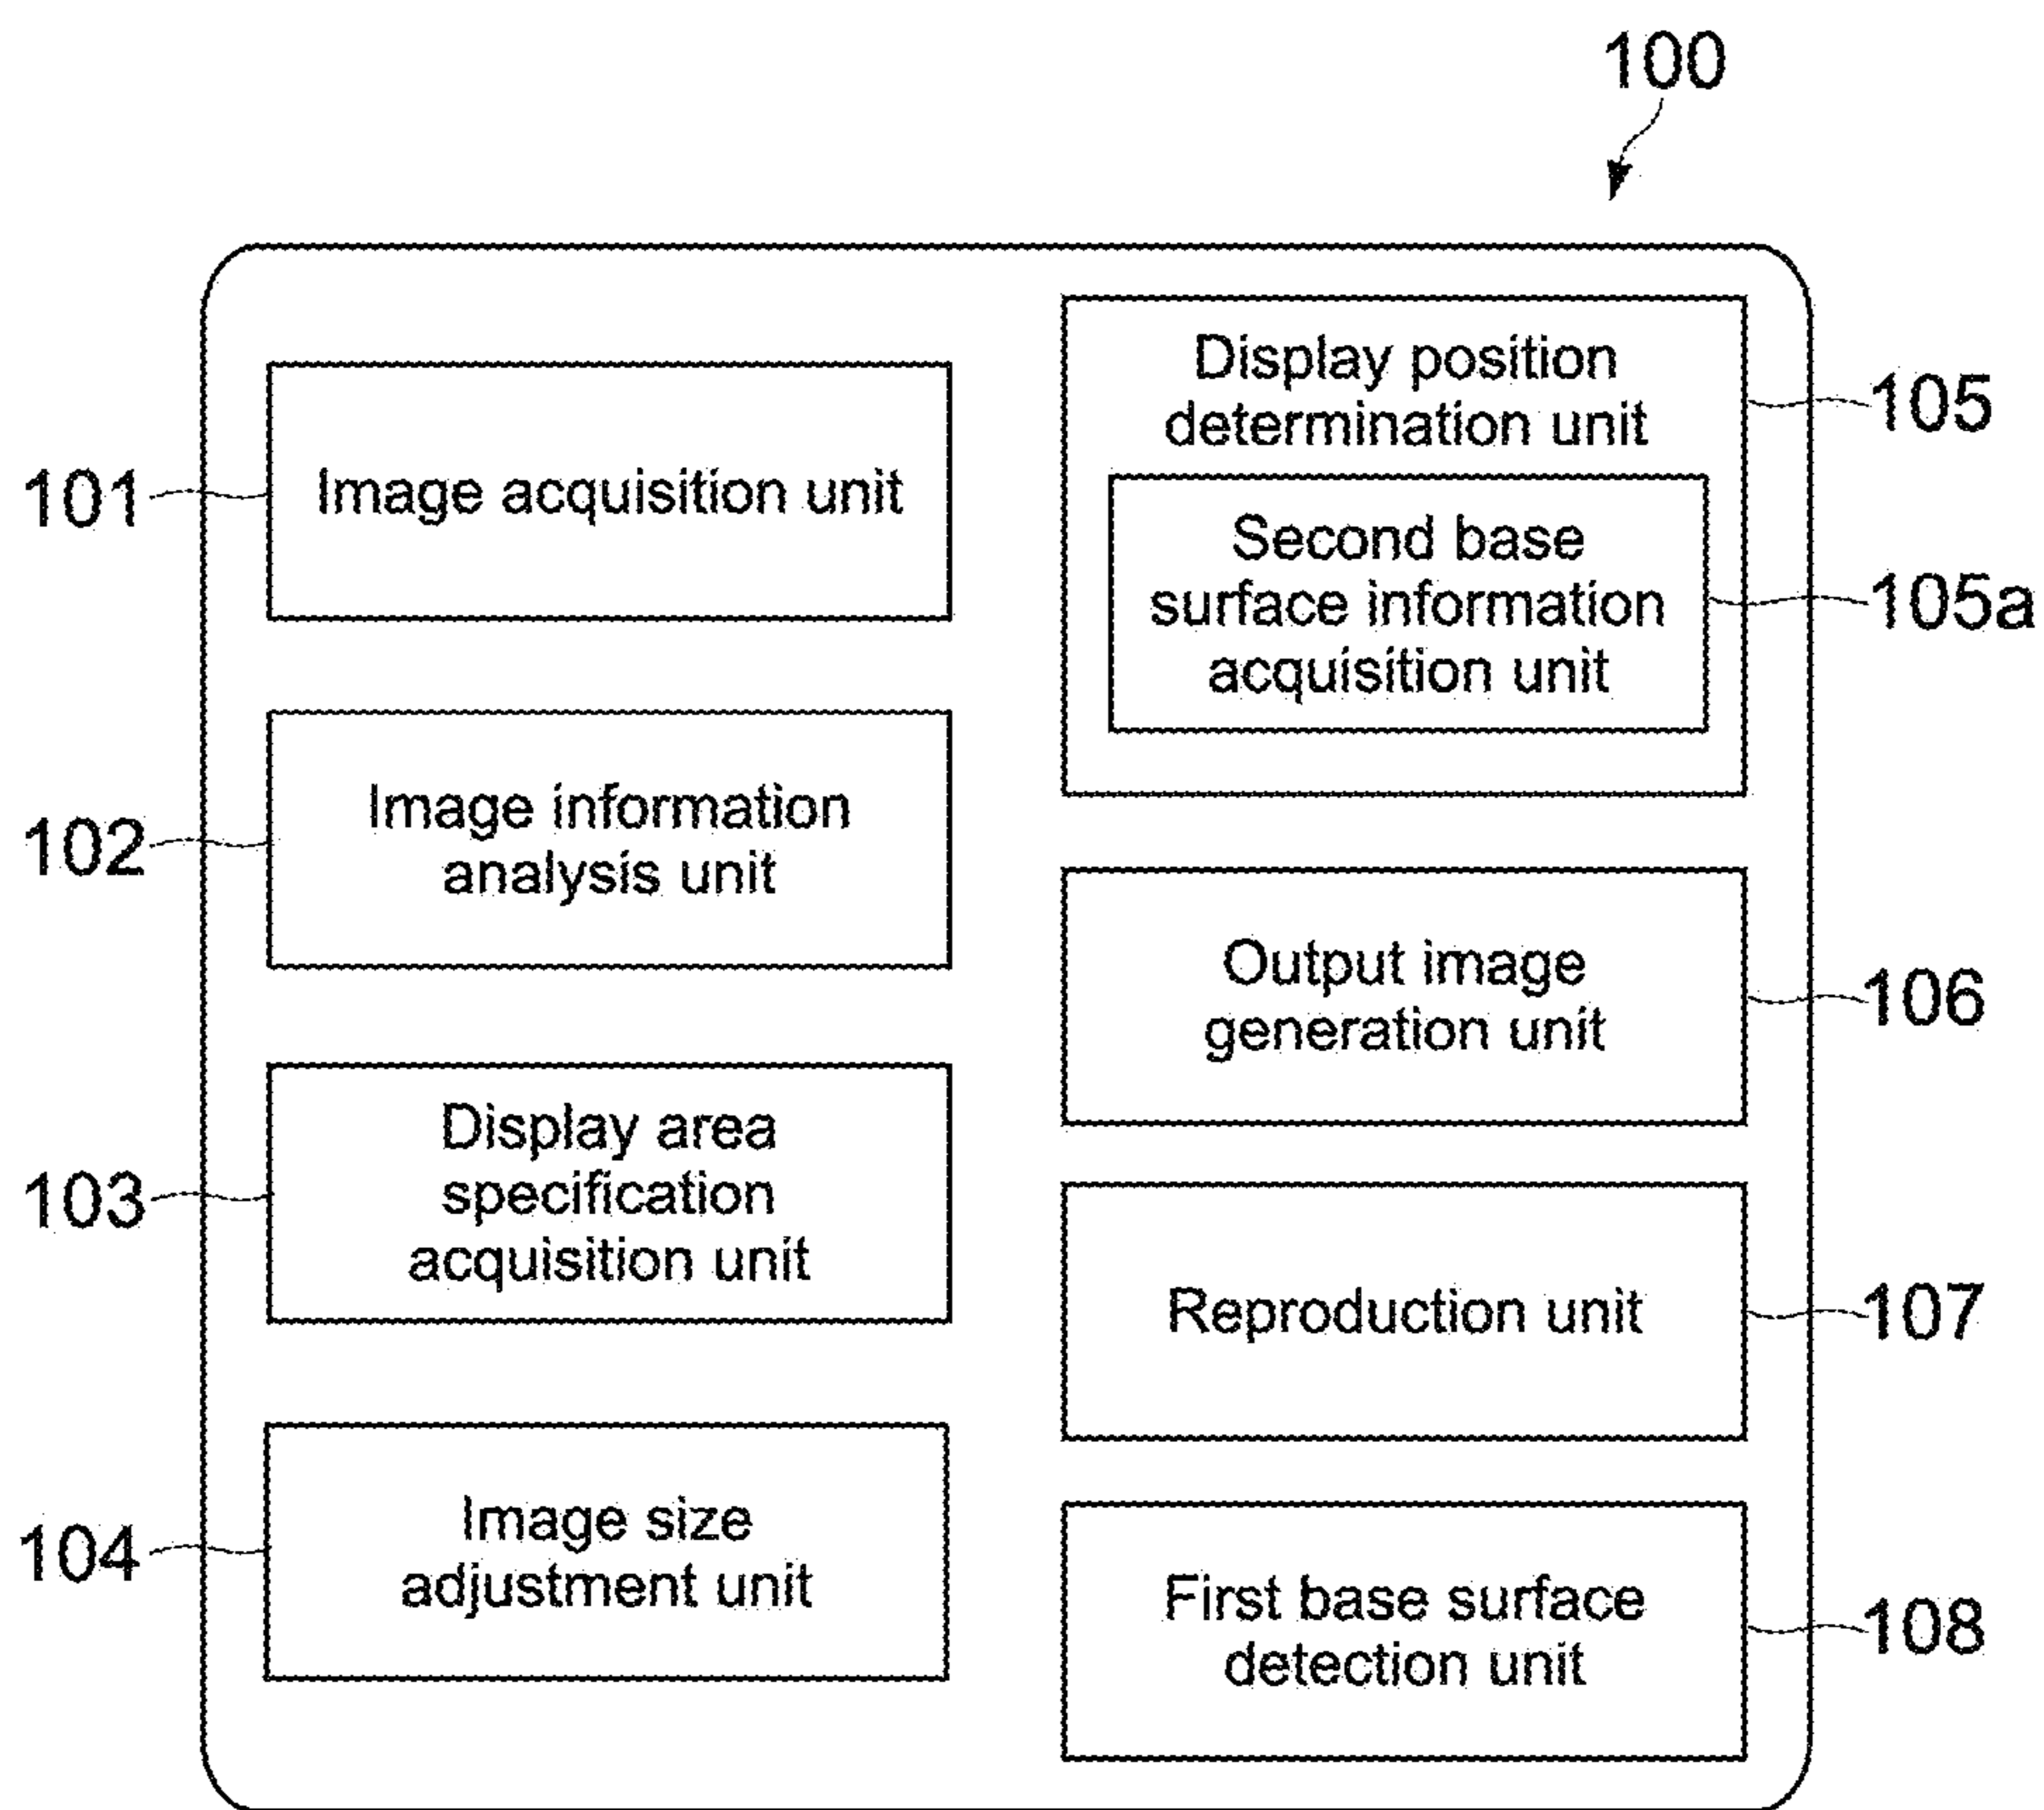 100
101
Image acquisition unit
102
Image information
analysis unit
103
Display area
specification
acquisition unit
104
Image size
adjustment unit
Display position
determination unit
105
Second base
surface information
acquisition unit
105a
Output image
generation unit
106
Reproduction unit
107
First base surface
detection unit
108